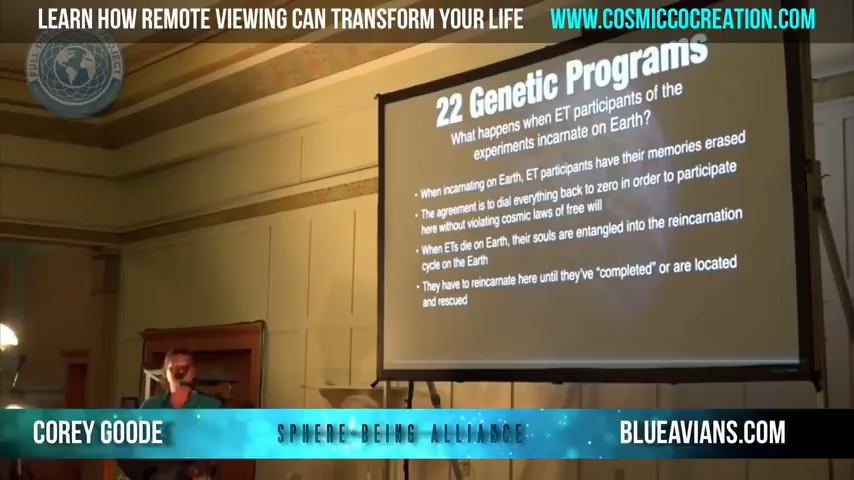 LEARN HOW REMOTE VIEWING CAN TRANSFORM YOUR LIFE WWW.COSMICCOCREATION.COM
22 Genetic Programs
What happens when ET participants of the
experiments incarnate on Earth?
• When incarnating on Earth, ET participants have their memories erased
• The agreement is to dial everything back to zero in order to participate
here without violating cosmic laws of free will
• When ETs die on Earth, their souls are entangled into the reincarnation
cycle on the Earth
• They have to reincarnate here until they've "completed" or are located
and rescued
COREY GOODE SPHERE-BEING ALLIANCE BLUEAVIANS.COM